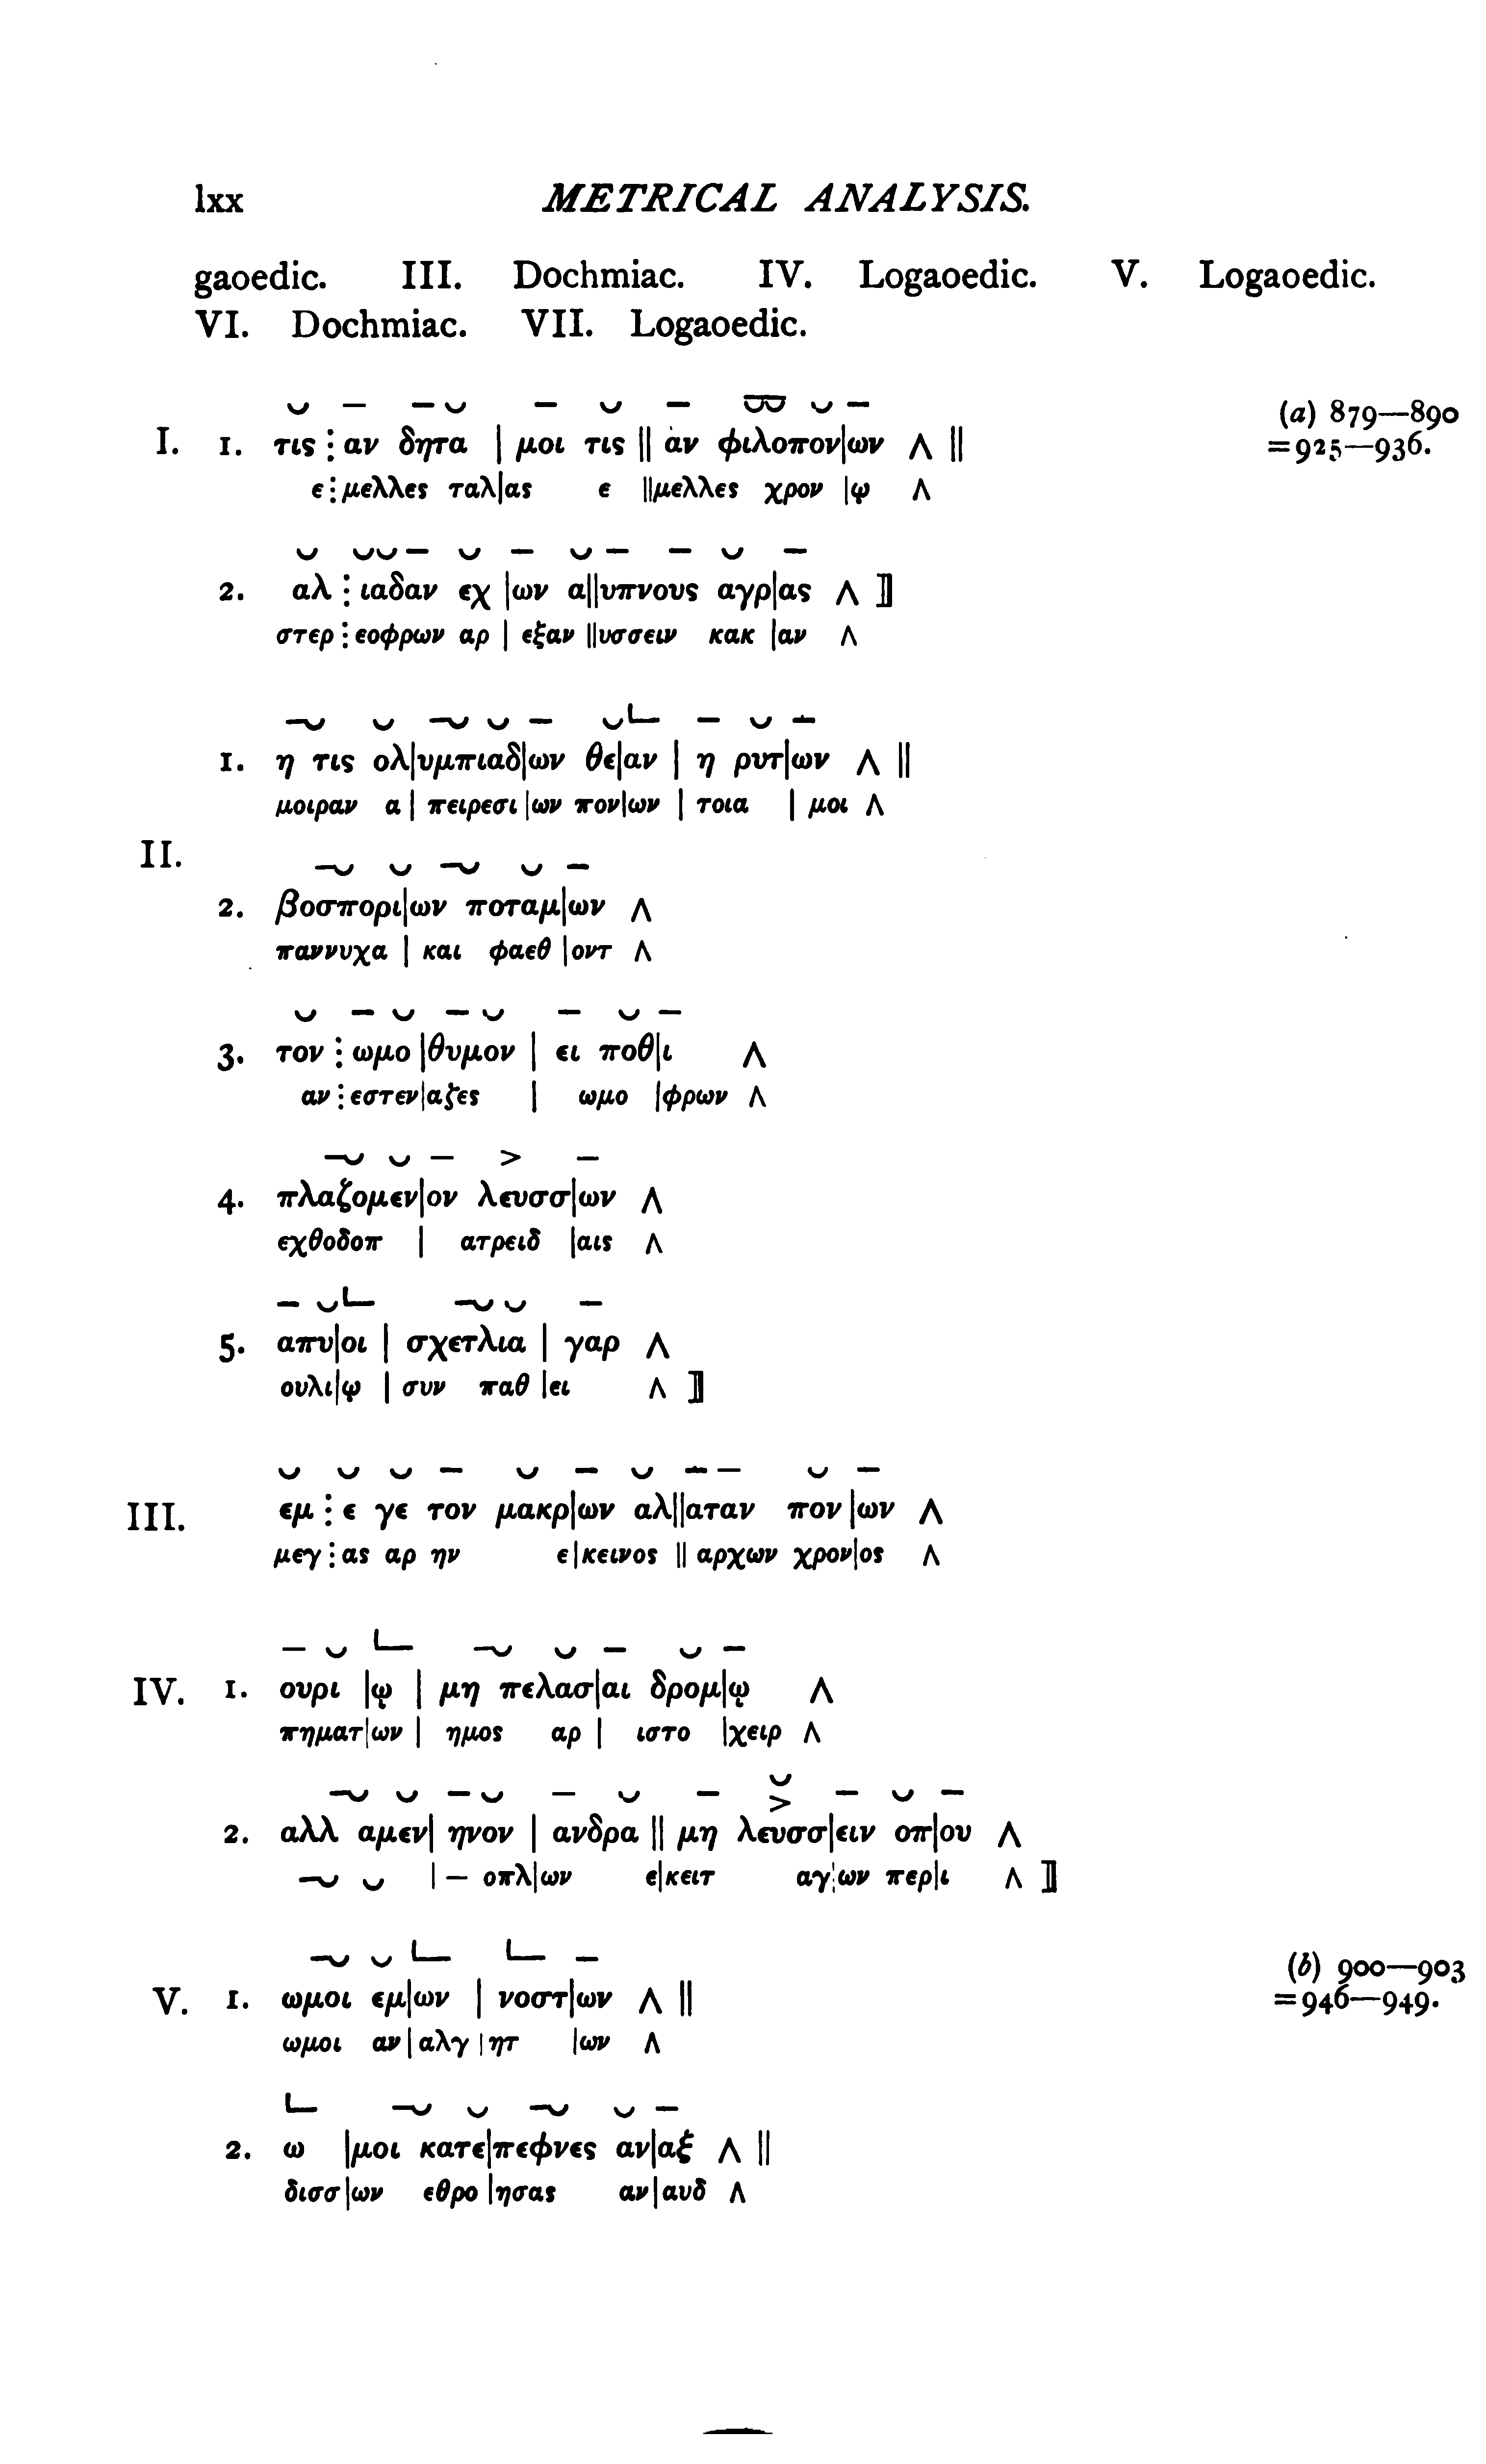 lxx METRICAL ANALYSIS.
gaoedic. III. Dochmiac. IV. Logaoedic. V. Logaoedic.
VI. Dochmiac. VII. Logaoedic.
⏑ – –⏑ – ⏑ – ⏑⏑ ⏑ – (a) 879—890
I. 1. τις ⋮ αν δητα | μοι τις || αν φιλοπον|ων Λ || =925—936.
ε ⋮ μελλες ταλ|ας ε ||μελλες χρον |ῳ Λ
⏑ ⏑⏑ – ⏑ – ⏑ – – ⏑ –
2. αλ ⋮ ιαδαν εχ |ων α||υπνους αγρ|ας Λ ]]
στερ ⋮ εοφρων αρ | εξαν ||υσσειν κακ |αν Λ
–⏑ ⏑ –⏑ ⏑ – ⏑ – – ⏑ –
1. η τις ολ|υμπιαδ|ων θε|αν | η ρυτ|ων Λ ||
μοιραν α | πειρεσι |ων πον|ων | τοια | μοι Λ
II.
–⏑ ⏑ –⏑ ⏑ –
2. βοσπορι|ων ποταμ|ων Λ
παννυχα | και φαεθ |οντ Λ
⏑ – ⏑ – ⏑ – ⏑ –
3. τον ⋮ ωμο |θυμον | ει ποθ|ι Λ
αν ⋮ εστεν|αζες | ωμο |φρων Λ
–⏑ ⏑ – > –
4. πλαζομεν|ον λευσσ|ων Λ
εχθοδοπ | ατρειδ |αις Λ
– ⏑ – –⏑ ⏑ –
5. απυ|οι | σχετλια | γαρ Λ
ουλι|ῳ | συν παθ |ει Λ ]]
⏑ ⏑ ⏑ – ⏑ – ⏑ – – ⏑ –
III. εμ ⋮ ε γε τον μακρ|ων αλ||αταν πον |ων Λ
μεγ ⋮ ας αρ ην ε |κεινος || αρχων χρον|ος Λ
– ⏑ – –⏑ ⏑ – ⏑ –
IV. 1. ουρι |ῳ | μη πελασ|αι δρομ|ῳ Λ
πηματ|ων | ημος αρ | ιστο |χειρ Λ
–⏑ ⏑ – ⏑ – ⏑ – ⏑> – ⏑ –
2. αλλ αμεν| ηνον | ανδρα || μη λευσσ|ειν οπ|ου Λ
–⏑ ⏑ | – οπλ|ων ε|κειτ αγ|ων περ|ι Λ ]]
–⏑ ⏑ – – – (b) 900—903
V. 1. ωμοι εμ|ων | νοστ|ων Λ || =946—949.
ωμοι αν | αλγ | ητ |ων Λ
– –⏑ ⏑ –⏑ ⏑ –
2. ω |μοι κατε|πεφνες αν|αξ Λ ||
δισσ|ων εθρο |ησας αν|αυδ Λ